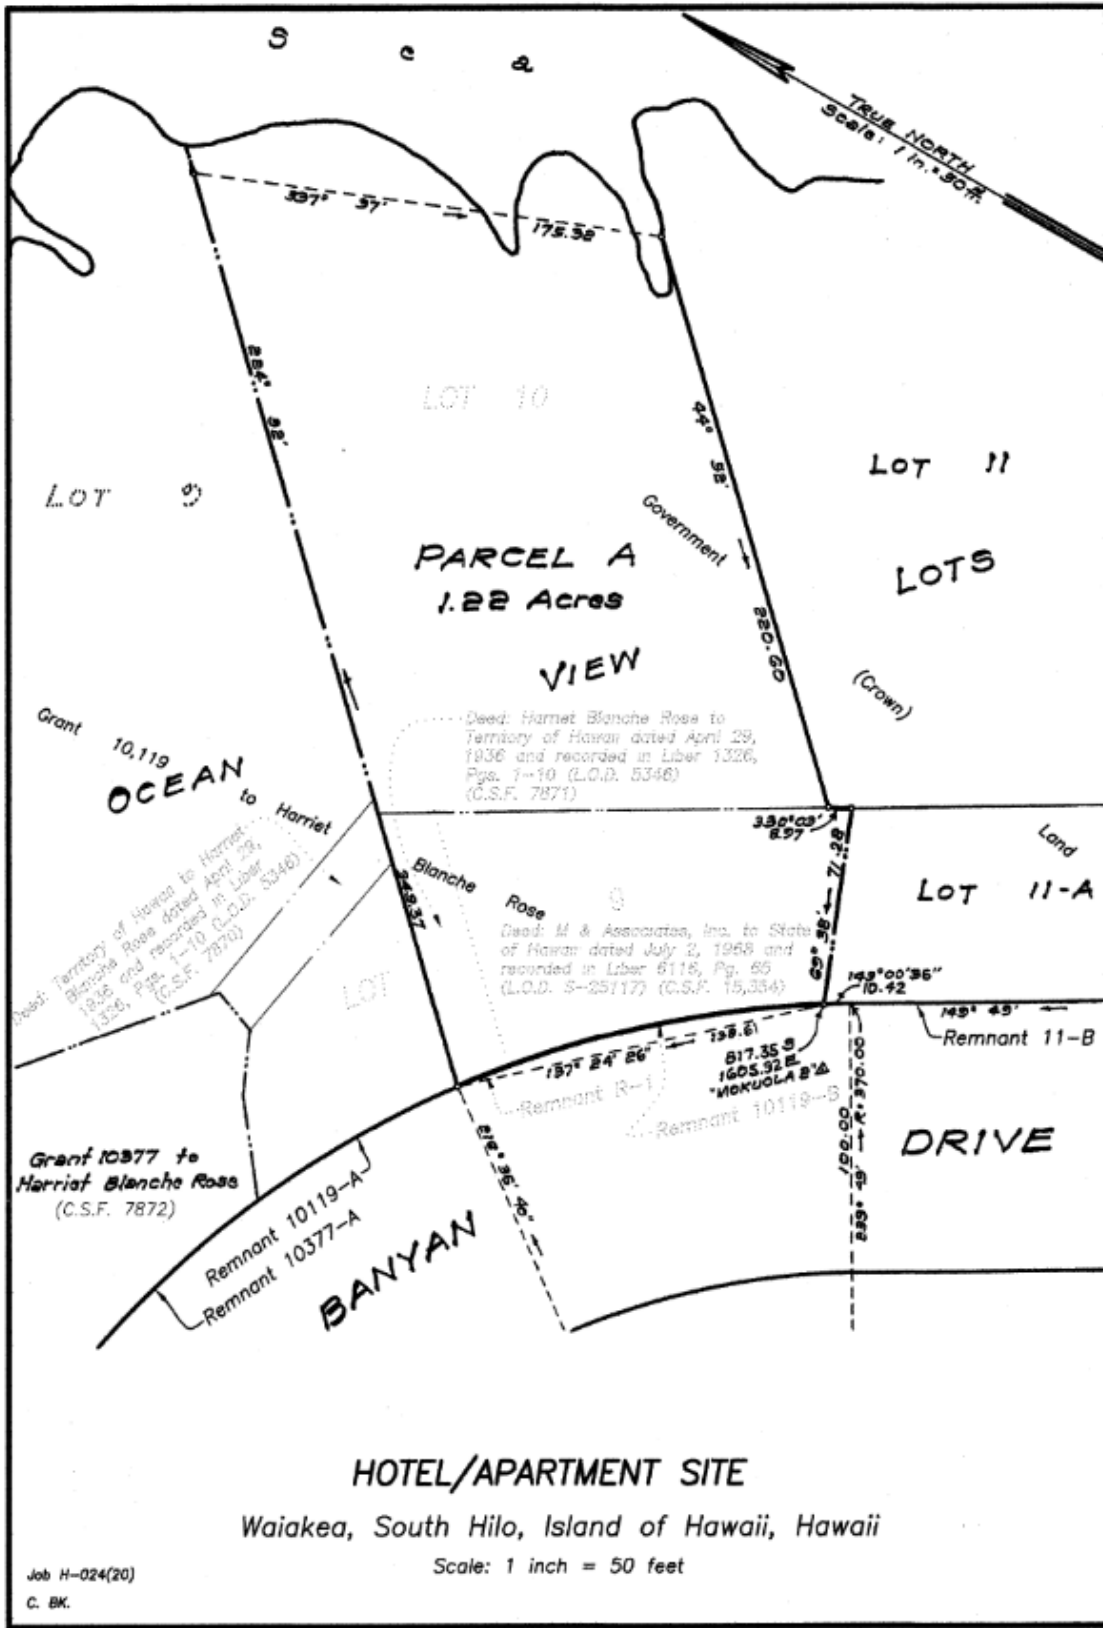 Sea
TRUE NORTH
Scale: 1 in. = 50 ft.
337° 37'
175.92
LOT 10
LOT 9
LOT 11
44° 32'
Government
LOTS
PARCEL A
1.22 Acres
VIEW
220.60
(Crown)
Grant 10,119
OCEAN
to Harriet
Blanche Rose
Deed: Harriet Blanche Rose to
Territory of Hawaii dated April 29,
1936 and recorded in Liber 1326,
Pgs. 1-10 (L.O.D. 5346)
(C.S.F. 7871)
330°03'
8.97
Land
LOT 11-A
Deed: Territory of Hawaii to Harriet
Blanche Rose dated April 29,
1936 and recorded in Liber
1326, Pgs. 1-10 (L.O.D. 5346)
(C.S.F. 7870)
LOT 9
Deed: M & Associates, Inc. to State
of Hawaii dated July 2, 1968 and
recorded in Liber 6116, Pg. 65
(L.O.D. S-25117) (C.S.F. 15,334)
71.28
69° 38'
149°00'36"
10.42
149° 49'
Remnant 11-B
137° 24' 26"
138.61
817.35 S
1605.92 E
"MOKUOLA 2" Δ
Remnant R-1
Remnant 10119-B
100.00
239° 49'
R=370.00
DRIVE
Grant 10377 to
Harriet Blanche Rose
(C.S.F. 7872)
Remnant 10119-A
Remnant 10377-A
BANYAN
HOTEL/APARTMENT SITE
Waiakea, South Hilo, Island of Hawaii, Hawaii
Scale: 1 inch = 50 feet
Job H-024(20)
C. BK.